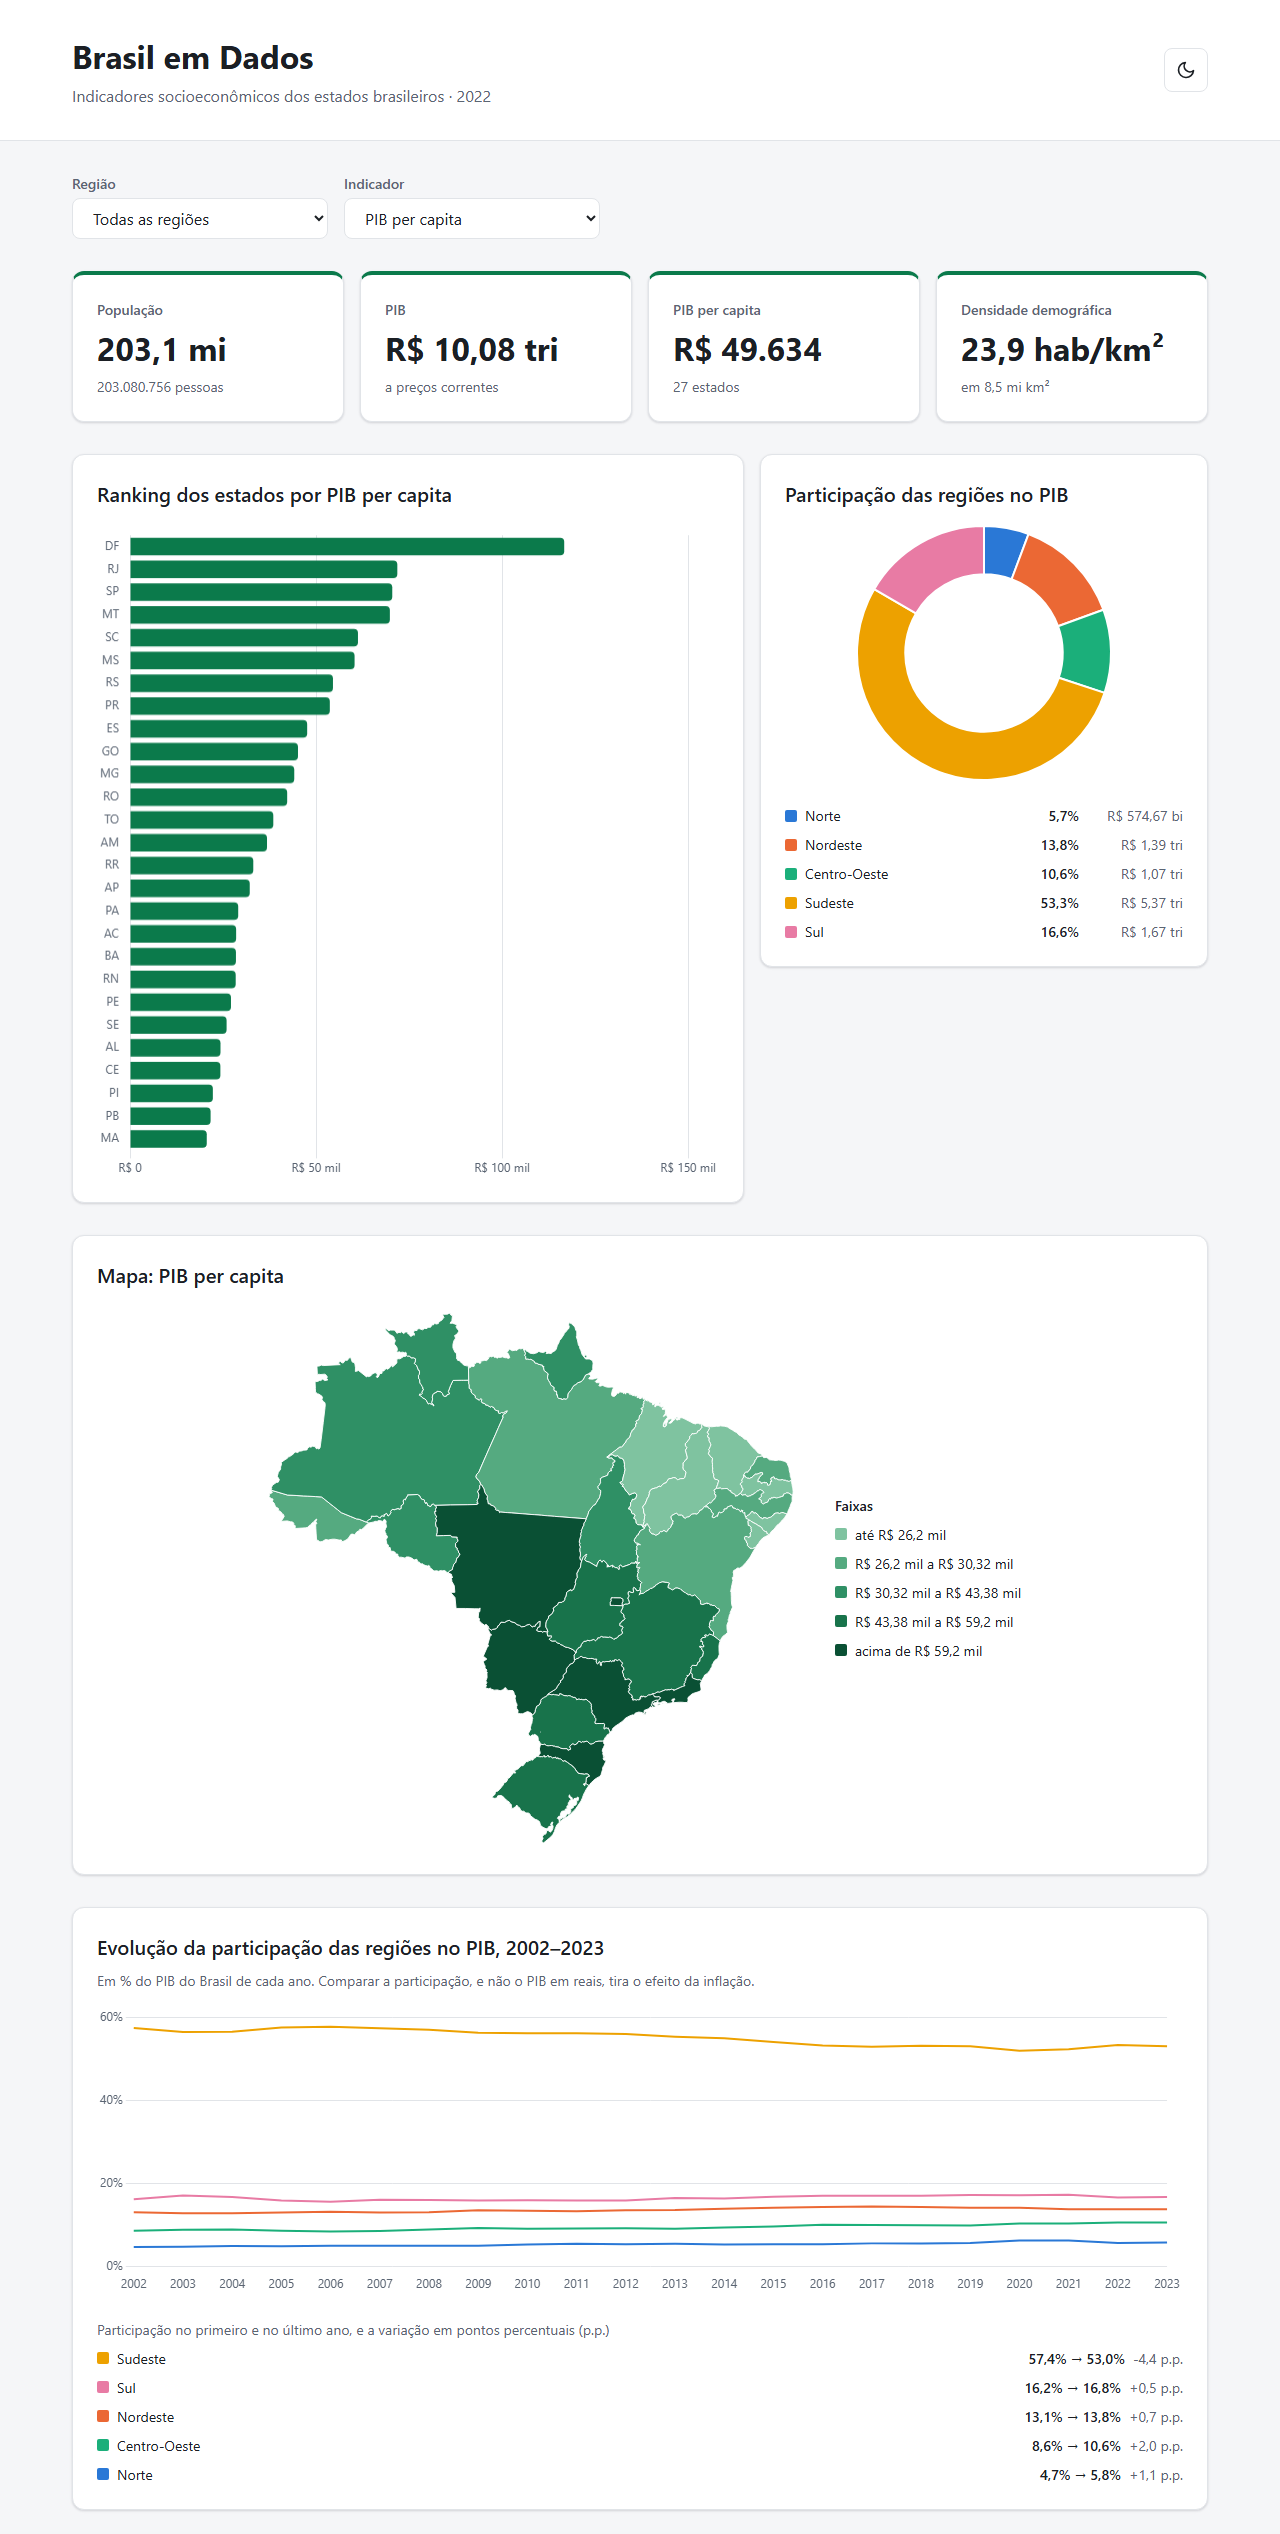 Brasil em Dados
Indicadores socioeconômicos dos estados brasileiros · 2022
Região
Indicador
Todas as regiões
PIB per capita
População
203,1 mi
203.080.756 pessoas
PIB
R$ 10,08 tri
a preços correntes
PIB per capita
R$ 49.634
27 estados
Densidade demográfica
23,9 hab/km²
em 8,5 mi km²
Ranking dos estados por PIB per capita
DF
RJ
SP
MT
SC
MS
RS
PR
ES
GO
MG
RO
TO
AM
RR
AP
PA
AC
BA
RN
PE
SE
AL
CE
PI
PB
MA
R$ 0
R$ 50 mil
R$ 100 mil
R$ 150 mil
Participação das regiões no PIB
Norte 5,7% R$ 574,67 bi
Nordeste 13,8% R$ 1,39 tri
Centro-Oeste 10,6% R$ 1,07 tri
Sudeste 53,3% R$ 5,37 tri
Sul 16,6% R$ 1,67 tri
Mapa: PIB per capita
Faixas
até R$ 26,2 mil
R$ 26,2 mil a R$ 30,32 mil
R$ 30,32 mil a R$ 43,38 mil
R$ 43,38 mil a R$ 59,2 mil
acima de R$ 59,2 mil
Evolução da participação das regiões no PIB, 2002–2023
Em % do PIB do Brasil de cada ano. Comparar a participação, e não o PIB em reais, tira o efeito da inflação.
60%
40%
20%
0%
2002 2003 2004 2005 2006 2007 2008 2009 2010 2011 2012 2013 2014 2015 2016 2017 2018 2019 2020 2021 2022 2023
Participação no primeiro e no último ano, e a variação em pontos percentuais (p.p.)
Sudeste 57,4% → 53,0% -4,4 p.p.
Sul 16,2% → 16,8% +0,5 p.p.
Nordeste 13,1% → 13,8% +0,7 p.p.
Centro-Oeste 8,6% → 10,6% +2,0 p.p.
Norte 4,7% → 5,8% +1,1 p.p.